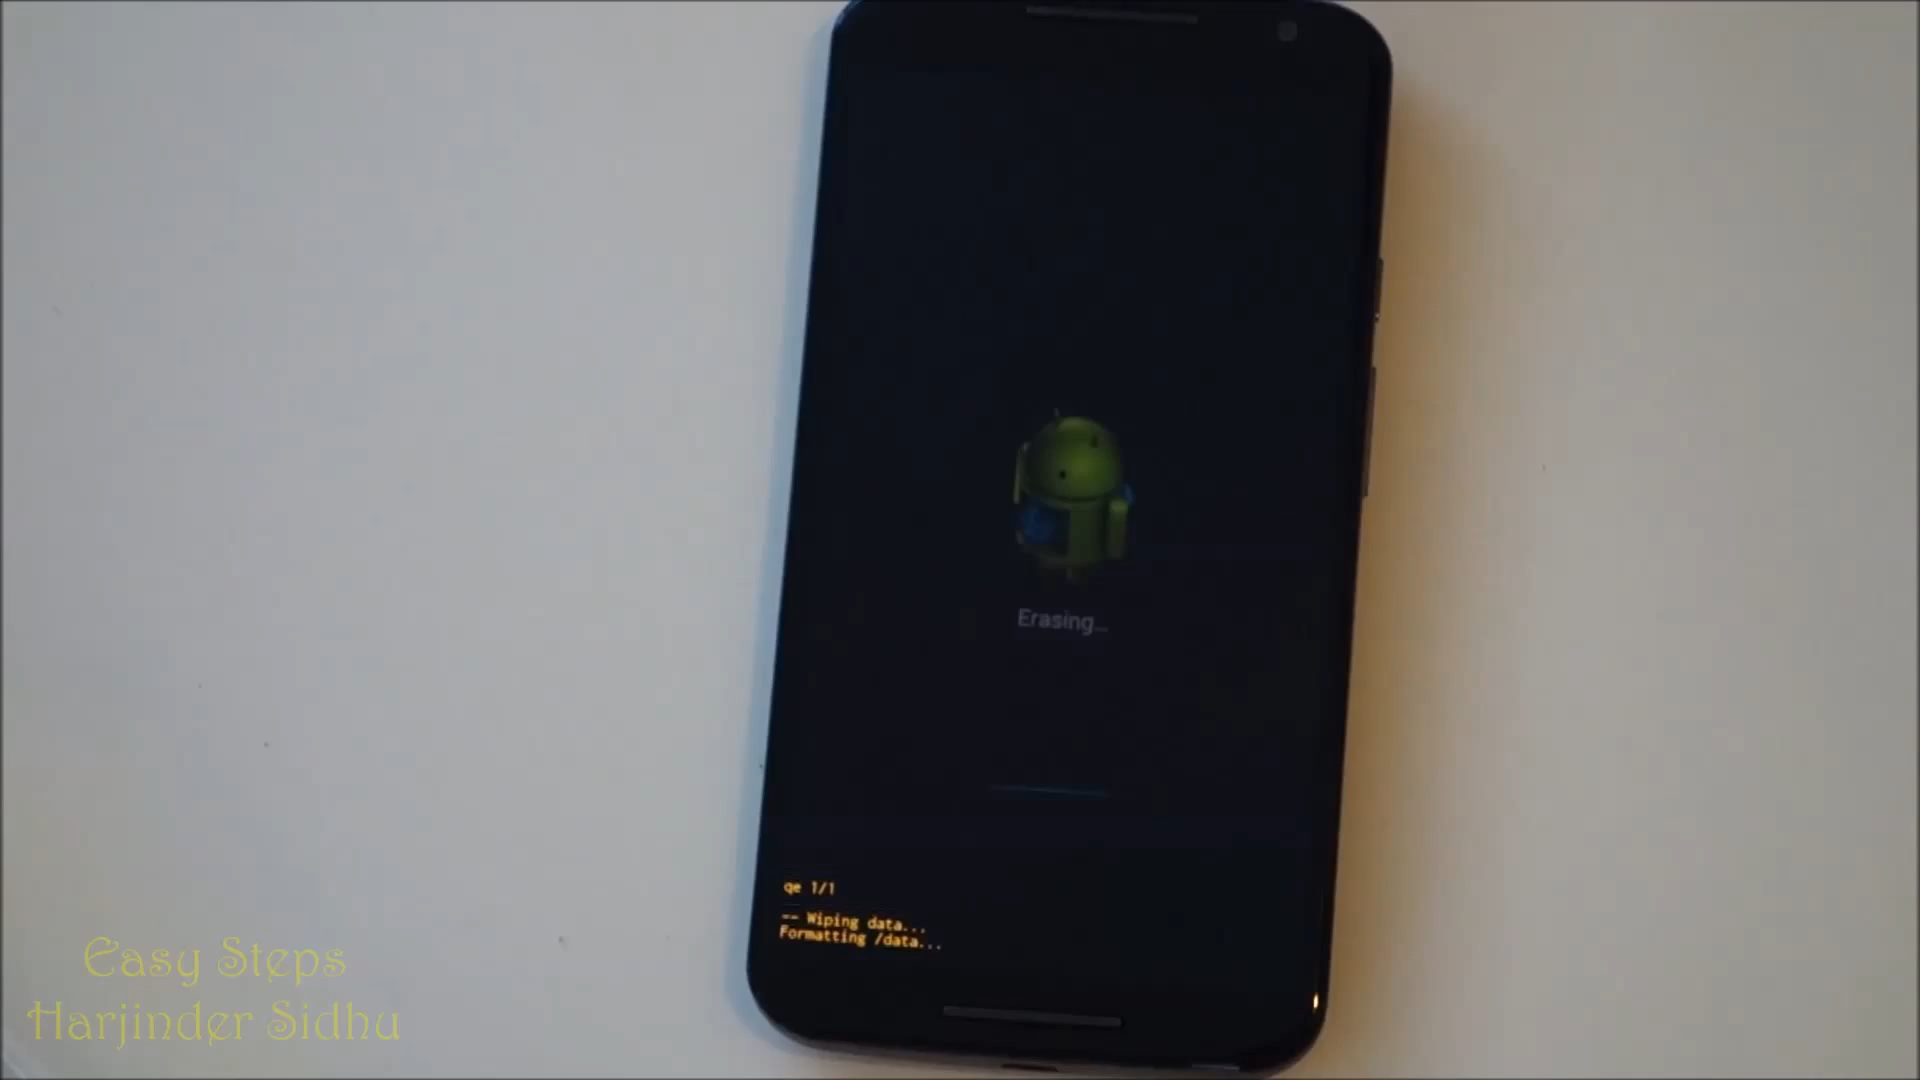 Erasing...
qe 1/1
-- Wiping data...
Formatting /data...
Easy Steps
Harjinder Sidhu